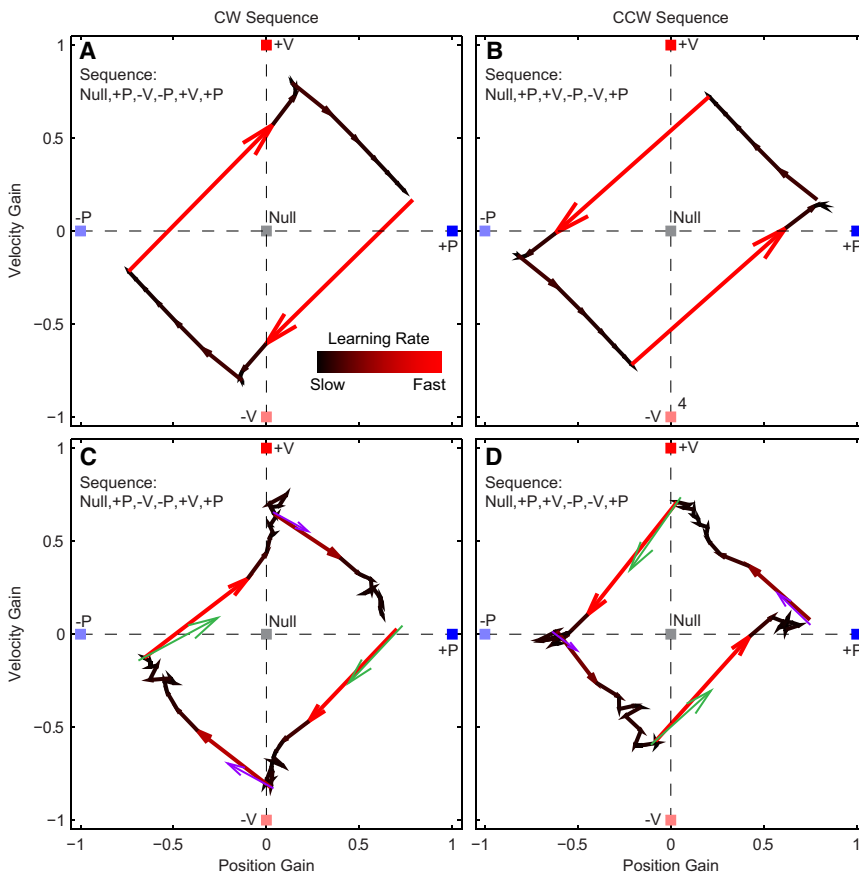 CW Sequence
CCW Sequence
A
Sequence:
Null,+P,-V,-P,+V,+P
+V
-P
Null
+P
-V
Learning Rate
Slow
Fast
Velocity Gain
1
0.5
0
−0.5
−1
B
Sequence:
Null,+P,+V,-P,-V,+P
+V
-P
Null
+P
4
-V
C
Sequence:
Null,+P,-V,-P,+V,+P
+V
-P
Null
+P
-V
Velocity Gain
1
0.5
0
−0.5
−1
−1
−0.5
0
0.5
1
Position Gain
D
Sequence:
Null,+P,+V,-P,-V,+P
+V
-P
Null
+P
-V
−1
−0.5
0
0.5
1
Position Gain